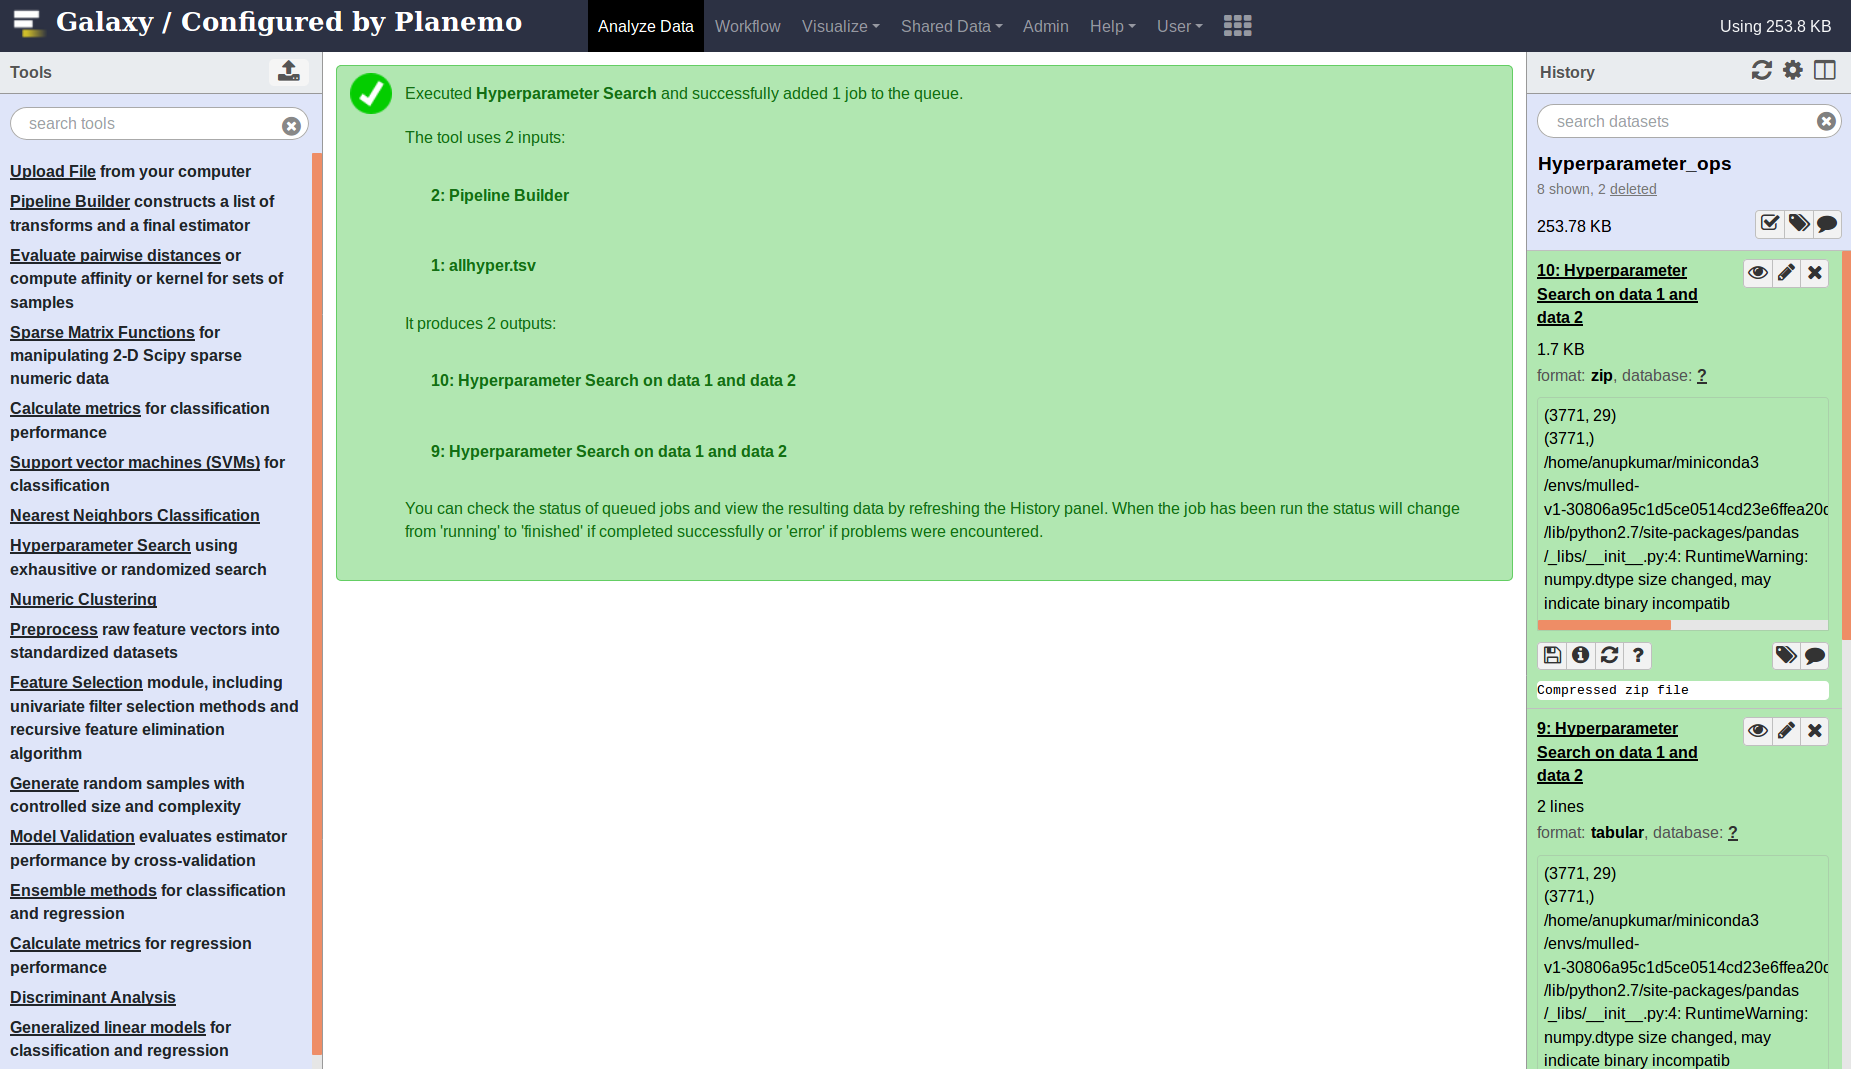 Galaxy / Configured by Planemo
Analyze Data
Workflow
Visualize
Shared Data
Admin
Help
User
Using 253.8 KB
Tools
search tools
Upload File from your computer
Pipeline Builder constructs a list of
transforms and a final estimator
Evaluate pairwise distances or
compute affinity or kernel for sets of
samples
Sparse Matrix Functions for
manipulating 2-D Scipy sparse
numeric data
Calculate metrics for classification
performance
Support vector machines (SVMs) for
classification
Nearest Neighbors Classification
Hyperparameter Search using
exhausitive or randomized search
Numeric Clustering
Preprocess raw feature vectors into
standardized datasets
Feature Selection module, including
univariate filter selection methods and
recursive feature elimination
algorithm
Generate random samples with
controlled size and complexity
Model Validation evaluates estimator
performance by cross-validation
Ensemble methods for classification
and regression
Calculate metrics for regression
performance
Discriminant Analysis
Generalized linear models for
classification and regression
Executed Hyperparameter Search and successfully added 1 job to the queue.
The tool uses 2 inputs:
2: Pipeline Builder
1: allhyper.tsv
It produces 2 outputs:
10: Hyperparameter Search on data 1 and data 2
9: Hyperparameter Search on data 1 and data 2
You can check the status of queued jobs and view the resulting data by refreshing the History panel. When the job has been run the status will change
from 'running' to 'finished' if completed successfully or 'error' if problems were encountered.
History
search datasets
Hyperparameter_ops
8 shown, 2 deleted
253.78 KB
10: Hyperparameter
Search on data 1 and
data 2
1.7 KB
format: zip, database: ?
(3771, 29)
(3771,)
/home/anupkumar/miniconda3
/envs/mulled-
v1-30806a95c1d5ce0514cd23e6ffea20c
/lib/python2.7/site-packages/pandas
/_libs/__init__.py:4: RuntimeWarning:
numpy.dtype size changed, may
indicate binary incompatib
?
Compressed zip file
9: Hyperparameter
Search on data 1 and
data 2
2 lines
format: tabular, database: ?
(3771, 29)
(3771,)
/home/anupkumar/miniconda3
/envs/mulled-
v1-30806a95c1d5ce0514cd23e6ffea20c
/lib/python2.7/site-packages/pandas
/_libs/__init__.py:4: RuntimeWarning:
numpy.dtype size changed, may
indicate binary incompatib